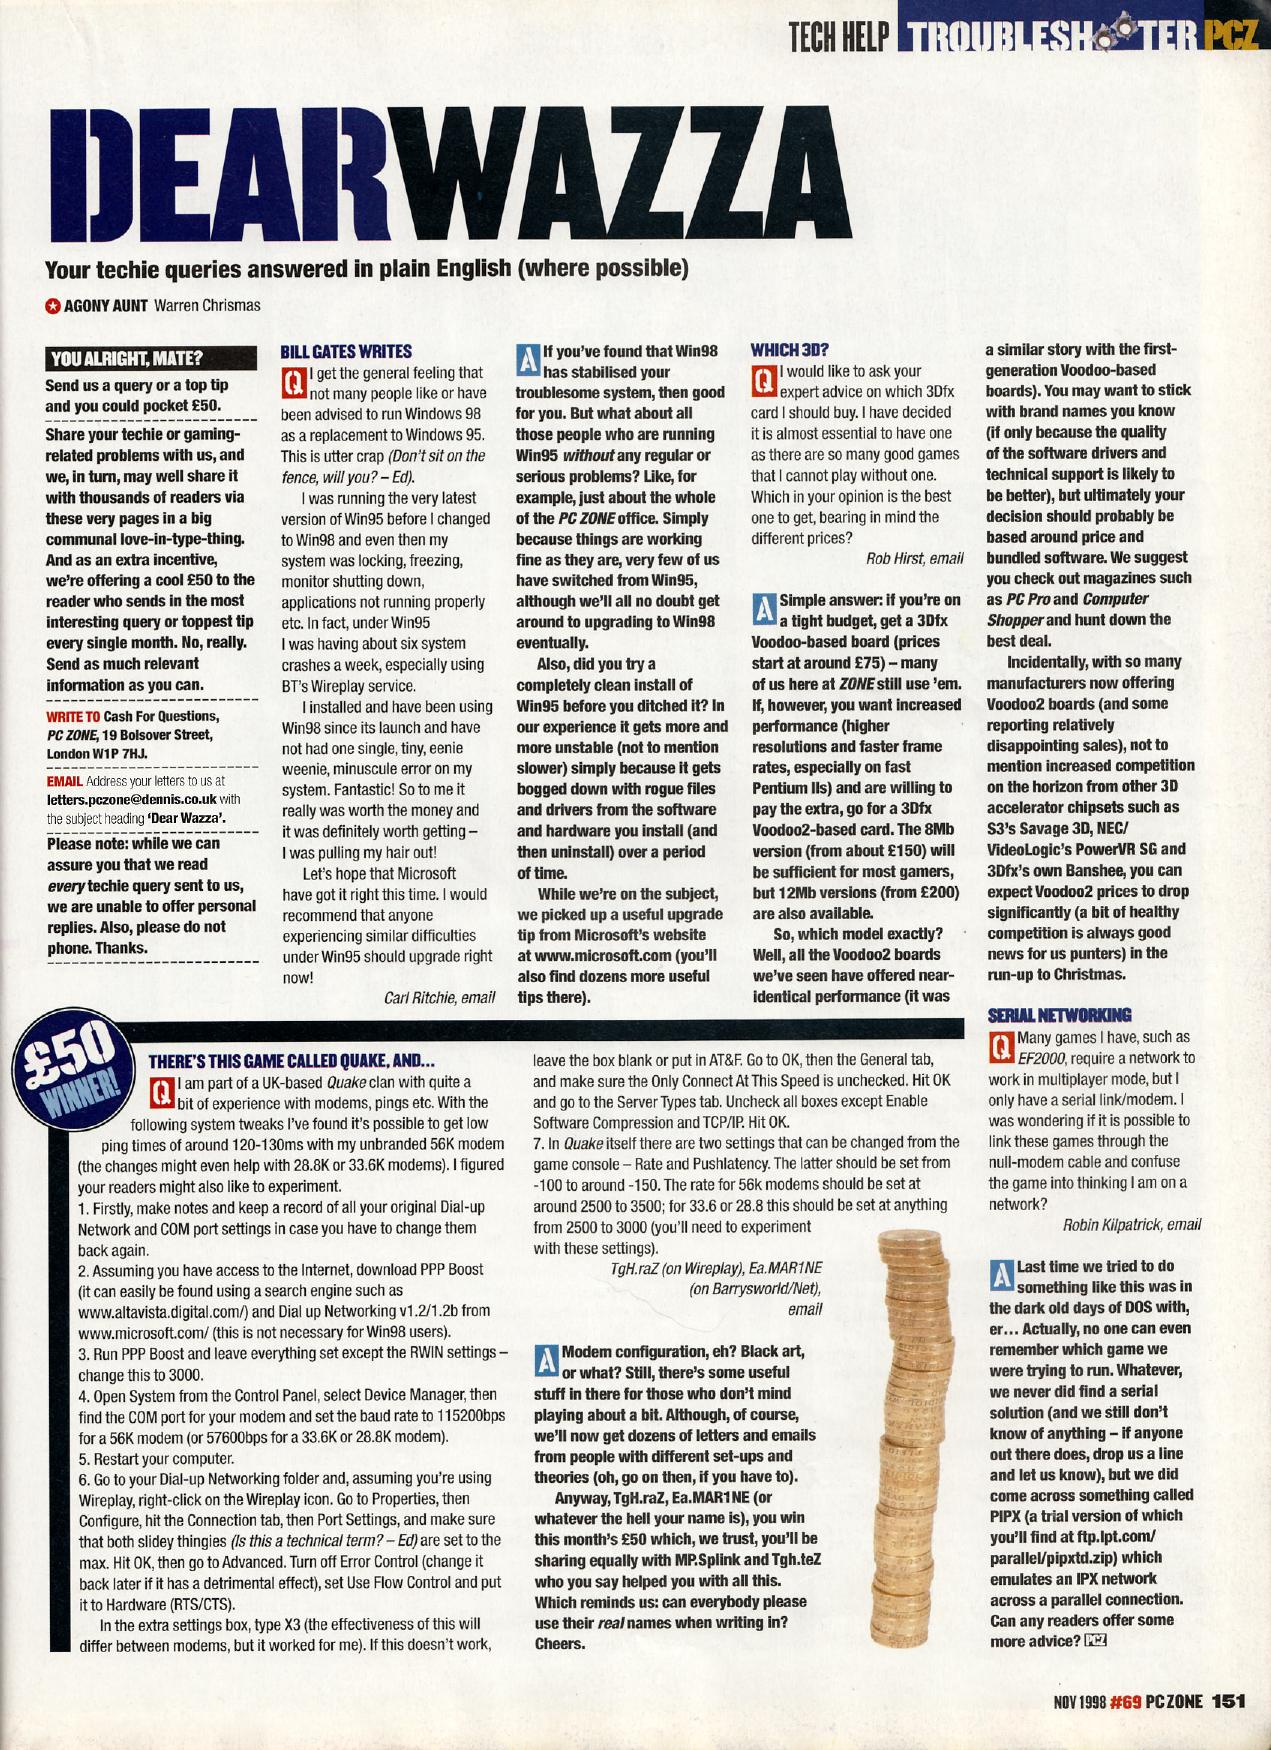 TECH HELP TROUBLESHOOTER PCZ
DEARWAZZA
Your techie queries answered in plain English (where possible)
AGONY AUNT Warren Chrismas
YOU ALRIGHT, MATE?
Send us a query or a top tip
and you could pocket £50.
Share your techie or gaming-
related problems with us, and
we, in turn, may well share it
with thousands of readers via
these very pages in a big
communal love-in-type-thing.
And as an extra incentive,
we're offering a cool £50 to the
reader who sends in the most
interesting query or toppest tip
every single month. No, really.
Send as much relevant
information as you can.
WRITE TO Cash For Questions,
PC ZONE, 19 Bolsover Street,
London W1P 7HJ.
EMAIL Address your letters to us at
letters.pczone@dennis.co.uk with
the subject heading 'Dear Wazza'.
Please note: while we can
assure you that we read
every techie query sent to us,
we are unable to offer personal
replies. Also, please do not
phone. Thanks.
BILL GATES WRITES
Q I get the general feeling that
not many people like or have
been advised to run Windows 98
as a replacement to Windows 95.
This is utter crap (Don't sit on the
fence, will you? – Ed).
I was running the very latest
version of Win95 before I changed
to Win98 and even then my
system was locking, freezing,
monitor shutting down,
applications not running properly
etc. In fact, under Win95
I was having about six system
crashes a week, especially using
BT's Wireplay service.
I installed and have been using
Win98 since its launch and have
not had one single, tiny, eenie
weenie, minuscule error on my
system. Fantastic! So to me it
really was worth the money and
it was definitely worth getting –
I was pulling my hair out!
Let's hope that Microsoft
have got it right this time. I would
recommend that anyone
experiencing similar difficulties
under Win95 should upgrade right
now!
Carl Ritchie, email
A If you've found that Win98
has stabilised your
troublesome system, then good
for you. But what about all
those people who are running
Win95 without any regular or
serious problems? Like, for
example, just about the whole
of the PC ZONE office. Simply
because things are working
fine as they are, very few of us
have switched from Win95,
although we'll all no doubt get
around to upgrading to Win98
eventually.
Also, did you try a
completely clean install of
Win95 before you ditched it? In
our experience it gets more and
more unstable (not to mention
slower) simply because it gets
bogged down with rogue files
and drivers from the software
and hardware you install (and
then uninstall) over a period
of time.
While we're on the subject,
we picked up a useful upgrade
tip from Microsoft's website
at www.microsoft.com (you'll
also find dozens more useful
tips there).
WHICH 3D?
Q I would like to ask your
expert advice on which 3Dfx
card I should buy. I have decided
it is almost essential to have one
as there are so many good games
that I cannot play without one.
Which in your opinion is the best
one to get, bearing in mind the
different prices?
Rob Hirst, email
A Simple answer: if you're on
a tight budget, get a 3Dfx
Voodoo-based board (prices
start at around £75) – many
of us here at ZONE still use 'em.
If, however, you want increased
performance (higher
resolutions and faster frame
rates, especially on fast
Pentium IIs) and are willing to
pay the extra, go for a 3Dfx
Voodoo2-based card. The 8Mb
version (from about £150) will
be sufficient for most gamers,
but 12Mb versions (from £200)
are also available.
So, which model exactly?
Well, all the Voodoo2 boards
we've seen have offered near-
identical performance (it was
a similar story with the first-
generation Voodoo-based
boards). You may want to stick
with brand names you know
(if only because the quality
of the software drivers and
technical support is likely to
be better), but ultimately your
decision should probably be
based around price and
bundled software. We suggest
you check out magazines such
as PC Pro and Computer
Shopper and hunt down the
best deal.
Incidentally, with so many
manufacturers now offering
Voodoo2 boards (and some
reporting relatively
disappointing sales), not to
mention increased competition
on the horizon from other 3D
accelerator chipsets such as
S3's Savage 3D, NEC/
VideoLogic's PowerVR SG and
3Dfx's own Banshee, you can
expect Voodoo2 prices to drop
significantly (a bit of healthy
competition is always good
news for us punters) in the
run-up to Christmas.
SERIAL NETWORKING
Q Many games I have, such as
EF2000, require a network to
work in multiplayer mode, but I
only have a serial link/modem. I
was wondering if it is possible to
link these games through the
null-modem cable and confuse
the game into thinking I am on a
network?
Robin Kilpatrick, email
A Last time we tried to do
something like this was in
the dark old days of DOS with,
er... Actually, no one can even
remember which game we
were trying to run. Whatever,
we never did find a serial
solution (and we still don't
know of anything – if anyone
out there does, drop us a line
and let us know), but we did
come across something called
PIPX (a trial version of which
you'll find at ftp.lpt.com/
parallel/pipxtd.zip) which
emulates an IPX network
across a parallel connection.
Can any readers offer some
more advice? PCZ
£50
WINNER!
THERE'S THIS GAME CALLED QUAKE, AND...
Q I am part of a UK-based Quake clan with quite a
bit of experience with modems, pings etc. With the
following system tweaks I've found it's possible to get low
ping times of around 120-130ms with my unbranded 56K modem
(the changes might even help with 28.8K or 33.6K modems). I figured
your readers might also like to experiment.
1. Firstly, make notes and keep a record of all your original Dial-up
Network and COM port settings in case you have to change them
back again.
2. Assuming you have access to the Internet, download PPP Boost
(it can easily be found using a search engine such as
www.altavista.digital.com/) and Dial up Networking v1.2/1.2b from
www.microsoft.com/ (this is not necessary for Win98 users).
3. Run PPP Boost and leave everything set except the RWIN settings –
change this to 3000.
4. Open System from the Control Panel, select Device Manager, then
find the COM port for your modem and set the baud rate to 115200bps
for a 56K modem (or 57600bps for a 33.6K or 28.8K modem).
5. Restart your computer.
6. Go to your Dial-up Networking folder and, assuming you're using
Wireplay, right-click on the Wireplay icon. Go to Properties, then
Configure, hit the Connection tab, then Port Settings, and make sure
that both slidey thingies (Is this a technical term? – Ed) are set to the
max. Hit OK, then go to Advanced. Turn off Error Control (change it
back later if it has a detrimental effect), set Use Flow Control and put
it to Hardware (RTS/CTS).
In the extra settings box, type X3 (the effectiveness of this will
differ between modems, but it worked for me). If this doesn't work,
leave the box blank or put in AT&F. Go to OK, then the General tab,
and make sure the Only Connect At This Speed is unchecked. Hit OK
and go to the Server Types tab. Uncheck all boxes except Enable
Software Compression and TCP/IP. Hit OK.
7. In Quake itself there are two settings that can be changed from the
game console – Rate and Pushlatency. The latter should be set from
-100 to around -150. The rate for 56k modems should be set at
around 2500 to 3500; for 33.6 or 28.8 this should be set at anything
from 2500 to 3000 (you'll need to experiment
with these settings).
TgH.raZ (on Wireplay), Ea.MAR1NE
(on Barrysworld/Net),
email
A Modem configuration, eh? Black art,
or what? Still, there's some useful
stuff in there for those who don't mind
playing about a bit. Although, of course,
we'll now get dozens of letters and emails
from people with different set-ups and
theories (oh, go on then, if you have to).
Anyway, TgH.raZ, Ea.MAR1NE (or
whatever the hell your name is), you win
this month's £50 which, we trust, you'll be
sharing equally with MP.Splink and Tgh.teZ
who you say helped you with all this.
Which reminds us: can everybody please
use their real names when writing in?
Cheers.
NOV 1998 #69 PC ZONE 151